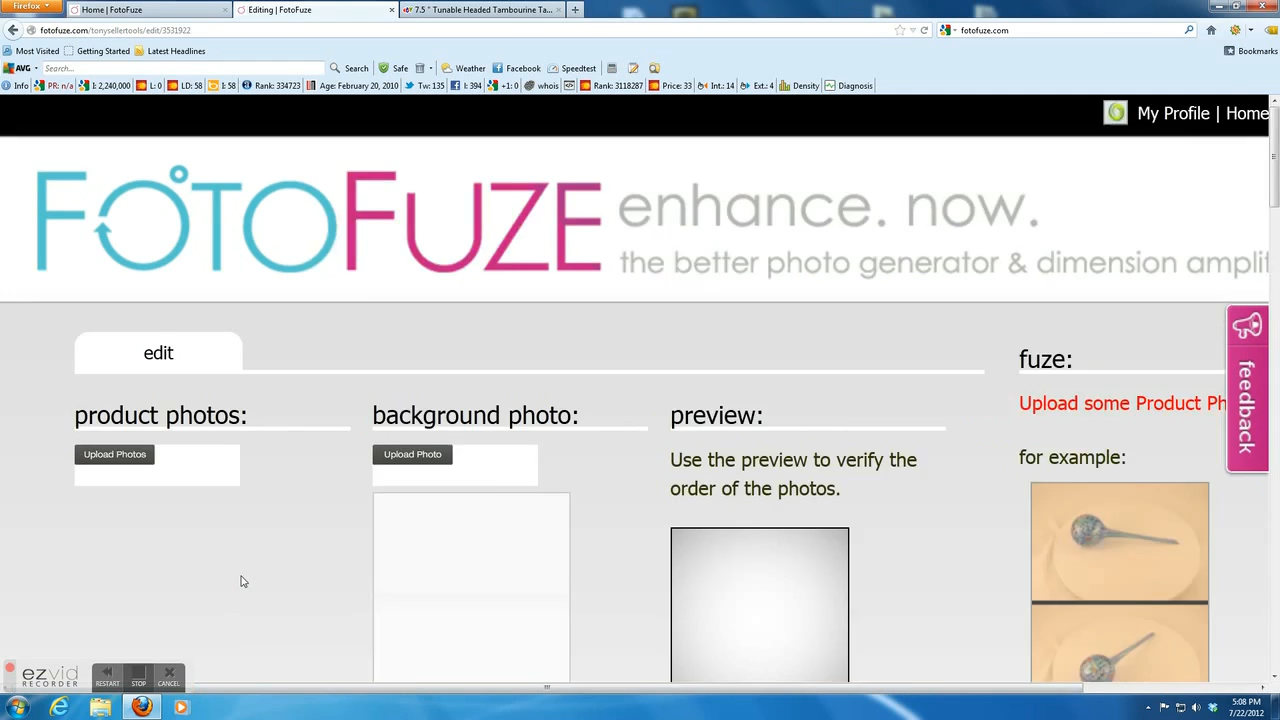 Firefox
Home | FotoFuze
Editing | FotoFuze
7.5 " Tunable Headed Tambourine Ta...
fotofuze.com/tonysellertools/edit/3531922
fotofuze.com
Most Visited
Getting Started
Latest Headlines
Bookmarks
AVG
Search...
Search
Safe
Weather
Facebook
Speedtest
Info
PR: n/a
I: 2,240,000
L: 0
LD: 58
I: 58
Rank: 334723
Age: February 20, 2010
Tw: 135
I: 394
+1: 0
whois
Rank: 3118287
Price: 33
Int.: 14
Ext.: 4
Density
Diagnosis
My Profile | Home
FOTOFUZE
enhance. now.
the better photo generator & dimension amplif
edit
fuze:
Upload some Product Ph
feedback
product photos:
background photo:
preview:
Upload Photos
Upload Photo
Use the preview to verify the
order of the photos.
for example:
ezvid
RECORDER
RESTART
STOP
CANCEL
5:08 PM
7/22/2012